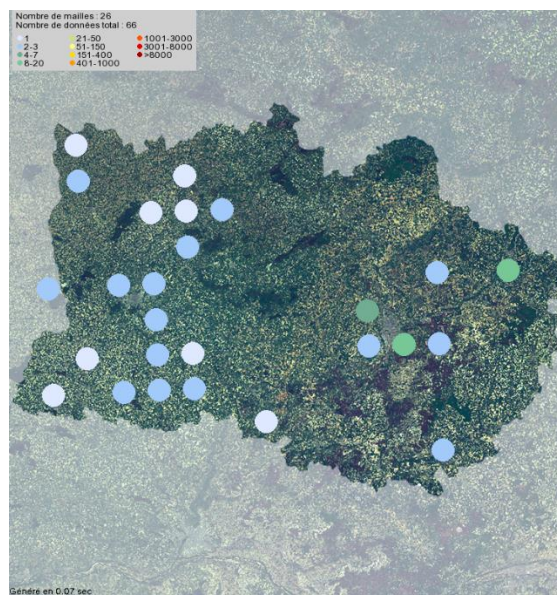 Nombre de mailles : 26
Nombre de données total : 66
1 21-50 1001-3000
2-3 51-150 3001-8000
4-7 151-400 >8000
8-20 401-1000
Généré en 0.07 sec